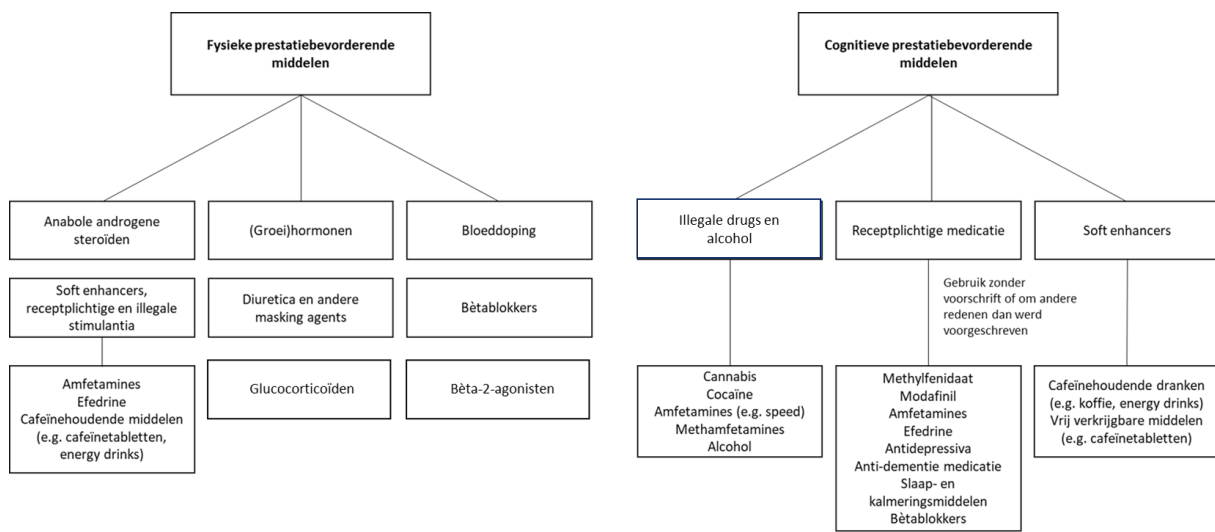 Fysieke prestatiebevorderende
middelen
Anabole androgene
steroïden
(Groei)hormonen
Bloeddoping
Soft enhancers,
receptplichtige en illegale
stimulantia
Diuretica en andere
masking agents
Bètablokkers
Amfetamines
Efedrine
Cafeïnehoudende middelen
(e.g. cafeïnetabletten,
energy drinks)
Glucocorticoïden
Bèta-2-agonisten
Cognitieve prestatiebevorderende
middelen
Illegale drugs en
alcohol
Receptplichtige medicatie
Soft enhancers
Gebruik zonder
voorschrift of om andere
redenen dan werd
voorgeschreven
Cannabis
Cocaïne
Amfetamines (e.g. speed)
Methamfetamines
Alcohol
Methylfenidaat
Modafinil
Amfetamines
Efedrine
Antidepressiva
Anti-dementie medicatie
Slaap- en
kalmeringsmiddelen
Bètablokkers
Cafeïnehoudende dranken
(e.g. koffie, energy drinks)
Vrij verkrijgbare middelen
(e.g. cafeïnetabletten)